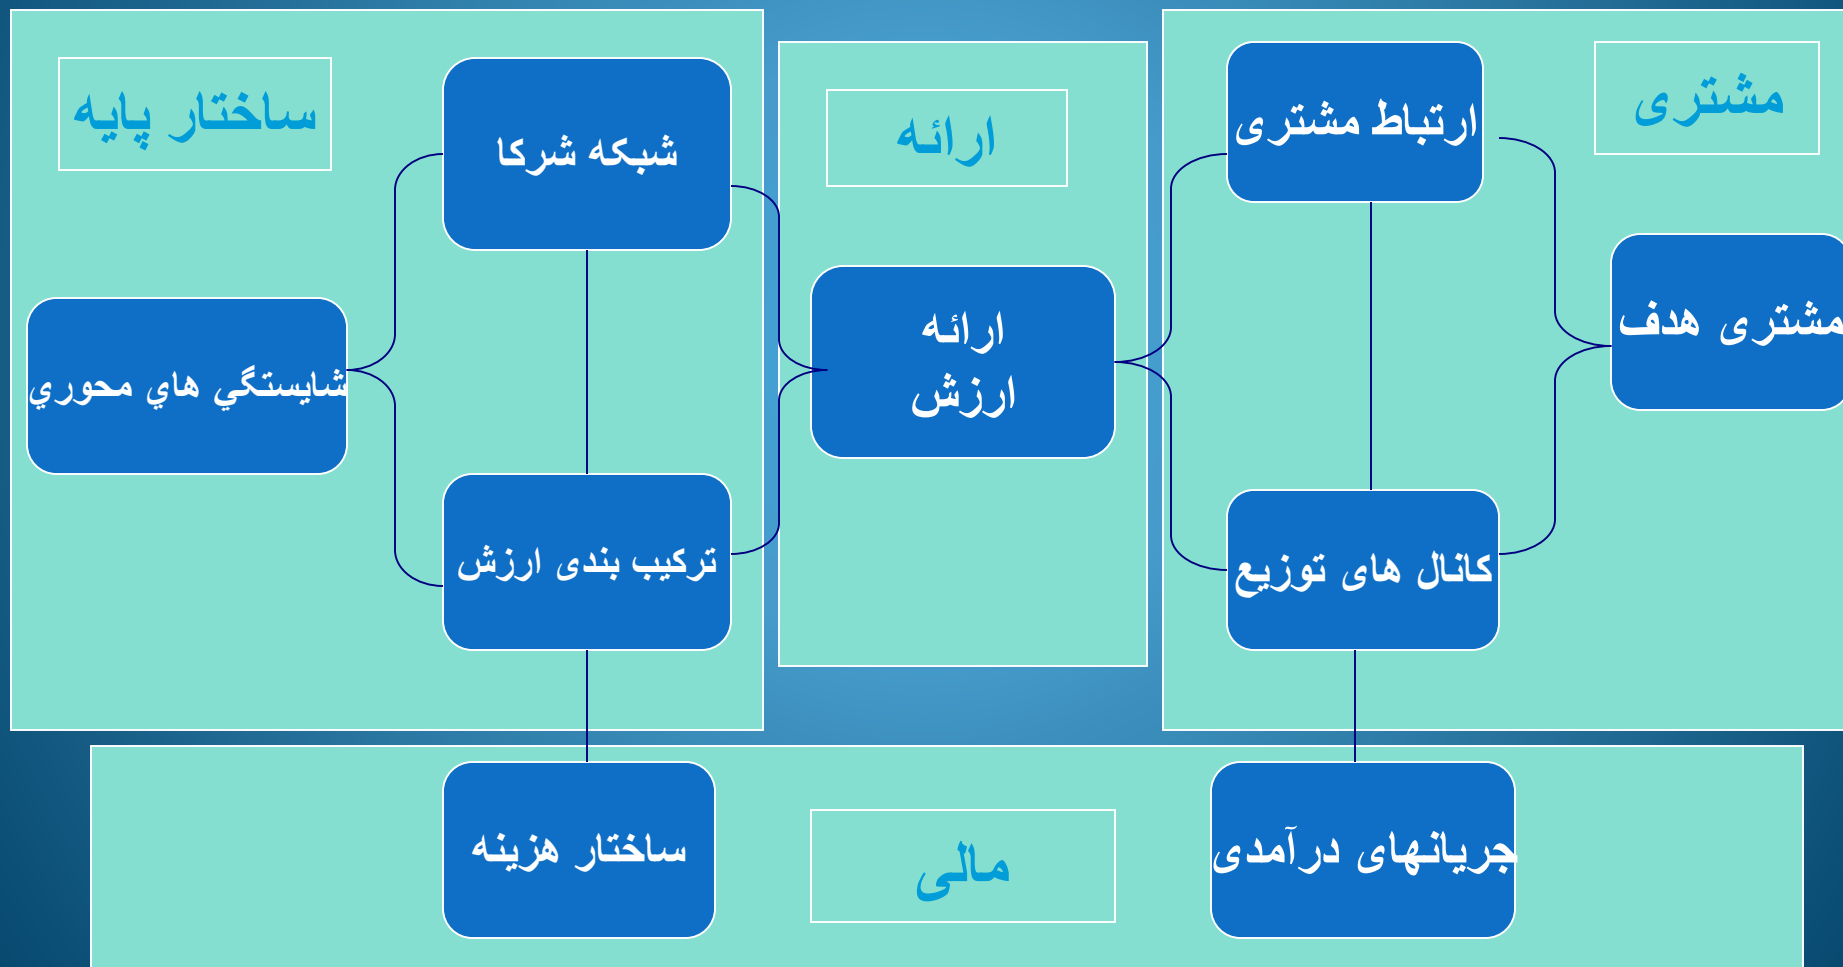 مشتری
ارتباط مشتری
مشتری هدف
کانال های توزیع
ارائه
ارائه
ارزش
ساختار پایه
شبکه شرکا
شايستگي هاي محوري
ترکیب بندی ارزش
جریانهای درآمدی
مالی
ساختار هزینه